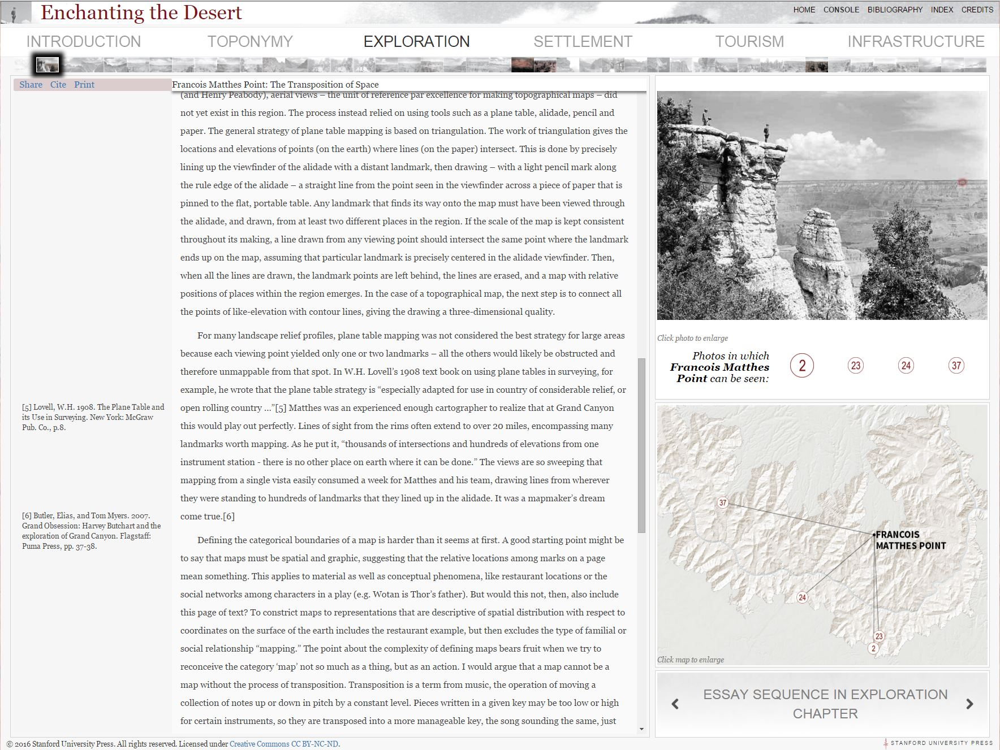 Enchanting the Desert
HOME CONSOLE BIBLIOGRAPHY INDEX CREDITS
INTRODUCTION TOPONYMY EXPLORATION SETTLEMENT TOURISM INFRASTRUCTURE
Share Cite Print
Francois Matthes Point: The Transposition of Space
(and Henry Peabody), aerial views – the unit of reference par excellence for making topographical maps – did
not yet exist in this region. The process instead relied on using tools such as a plane table, alidade, pencil and
paper. The general strategy of plane table mapping is based on triangulation. The work of triangulation gives the
locations and elevations of points (on the earth) where lines (on the paper) intersect. This is done by precisely
lining up the viewfinder of the alidade with a distant landmark, then drawing – with a light pencil mark along
the rule edge of the alidade – a straight line from the point seen in the viewfinder across a piece of paper that is
pinned to the flat, portable table. Any landmark that finds its way onto the map must have been viewed through
the alidade, and drawn, from at least two different places in the region. If the scale of the map is kept consistent
throughout its making, a line drawn from any viewing point should intersect the same point where the landmark
ends up on the map, assuming that particular landmark is precisely centered in the alidade viewfinder. Then,
when all the lines are drawn, the landmark points are left behind, the lines are erased, and a map with relative
positions of places within the region emerges. In the case of a topographical map, the next step is to connect all
the points of like-elevation with contour lines, giving the drawing a three-dimensional quality.
For many landscape relief profiles, plane table mapping was not considered the best strategy for large areas
because each viewing point yielded only one or two landmarks – all the others would likely be obstructed and
therefore unmappable from that spot. In W.H. Lovell's 1908 text book on using plane tables in surveying, for
example, he wrote that the plane table strategy is “especially adapted for use in country of considerable relief, or
open rolling country ...”[5] Matthes was an experienced enough cartographer to realize that at Grand Canyon
this would play out perfectly. Lines of sight from the rims often extend to over 20 miles, encompassing many
landmarks worth mapping. As he put it, “thousands of intersections and hundreds of elevations from one
instrument station - there is no other place on earth where it can be done.” The views are so sweeping that
mapping from a single vista easily consumed a week for Matthes and his team, drawing lines from wherever
they were standing to hundreds of landmarks that they lined up in the alidade. It was a mapmaker's dream
come true.[6]
Defining the categorical boundaries of a map is harder than it seems at first. A good starting point might be
to say that maps must be spatial and graphic, suggesting that the relative locations among marks on a page
mean something. This applies to material as well as conceptual phenomena, like restaurant locations or the
social networks among characters in a play (e.g. Wotan is Thor's father). But would this not, then, also include
this page of text? To constrict maps to representations that are descriptive of spatial distribution with respect to
coordinates on the surface of the earth includes the restaurant example, but then excludes the type of familial or
social relationship “mapping.” The point about the complexity of defining maps bears fruit when we try to
reconceive the category ‘map’ not so much as a thing, but as an action. I would argue that a map cannot be a
map without the process of transposition. Transposition is a term from music, the operation of moving a
collection of notes up or down in pitch by a constant level. Pieces written in a given key may be too low or high
for certain instruments, so they are transposed into a more manageable key, the song sounding the same, just
[5] Lovell, W.H. 1908. The Plane Table and
its Use in Surveying. New York: McGraw
Pub. Co., p.8.
[6] Butler, Elias, and Tom Myers. 2007.
Grand Obsession: Harvey Butchart and the
exploration of Grand Canyon. Flagstaff:
Puma Press, pp. 37-38.
Click photo to enlarge
Photos in which
Francois Matthes
Point can be seen:
2 23 24 37
37
FRANCOIS
MATTHES POINT
24
23
2
Click map to enlarge
ESSAY SEQUENCE IN EXPLORATION
CHAPTER
© 2016 Stanford University Press. All rights reserved. Licensed under Creative Commons CC BY-NC-ND.
STANFORD UNIVERSITY PRESS